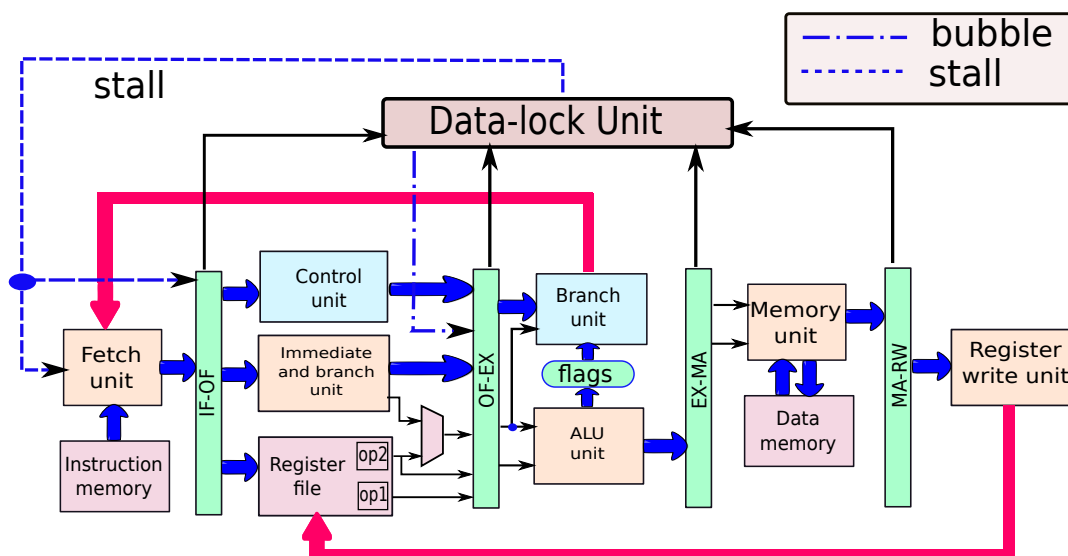 bubble
stall
stall
Data-lock Unit
Control
unit
Branch
unit
Memory
unit
Fetch
unit
IF-OF
Immediate
and branch
unit
OF-EX
flags
EX-MA
MA-RW
Register
write unit
Instruction
memory
Register
file
op2
op1
ALU
unit
Data
memory